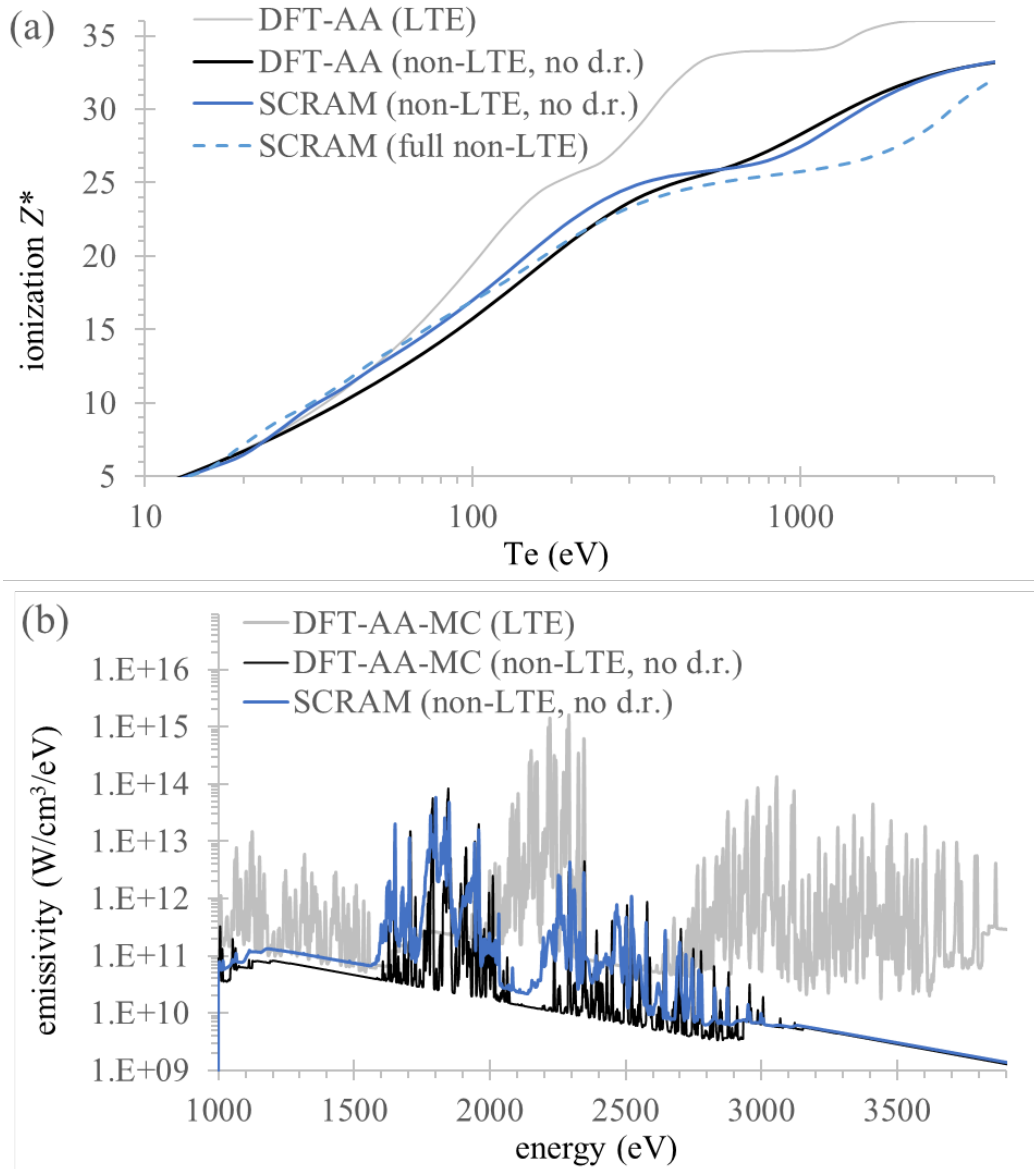 (a)
DFT-AA (LTE)
DFT-AA (non-LTE, no d.r.)
SCRAM (non-LTE, no d.r.)
SCRAM (full non-LTE)
35
30
25
20
15
10
5
ionization Z*
10 100 1000
Te (eV)
(b)
DFT-AA-MC (LTE)
DFT-AA-MC (non-LTE, no d.r.)
SCRAM (non-LTE, no d.r.)
1.E+16
1.E+15
1.E+14
1.E+13
1.E+12
1.E+11
1.E+10
1.E+09
emissivity (W/cm³/eV)
1000 1500 2000 2500 3000 3500
energy (eV)